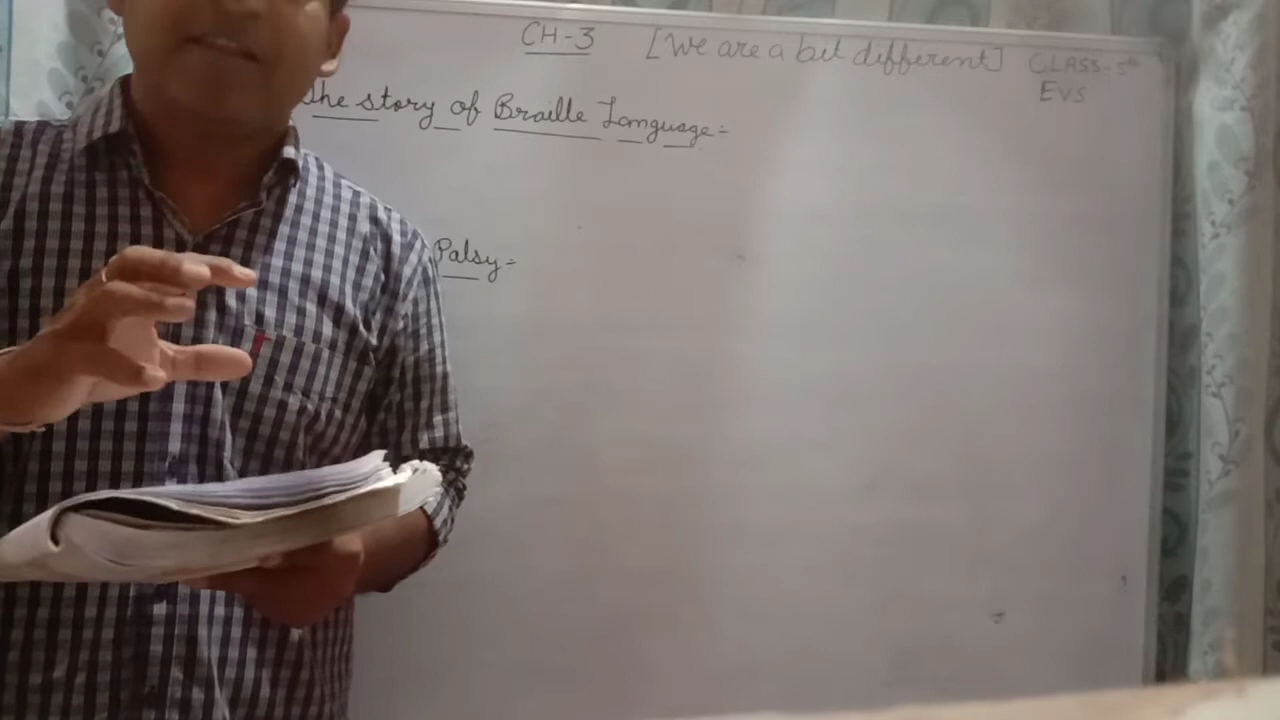 CH-3 [We are a bit different] CLASS-5th
EVS
The story of Braille Language:-
Palsy:-